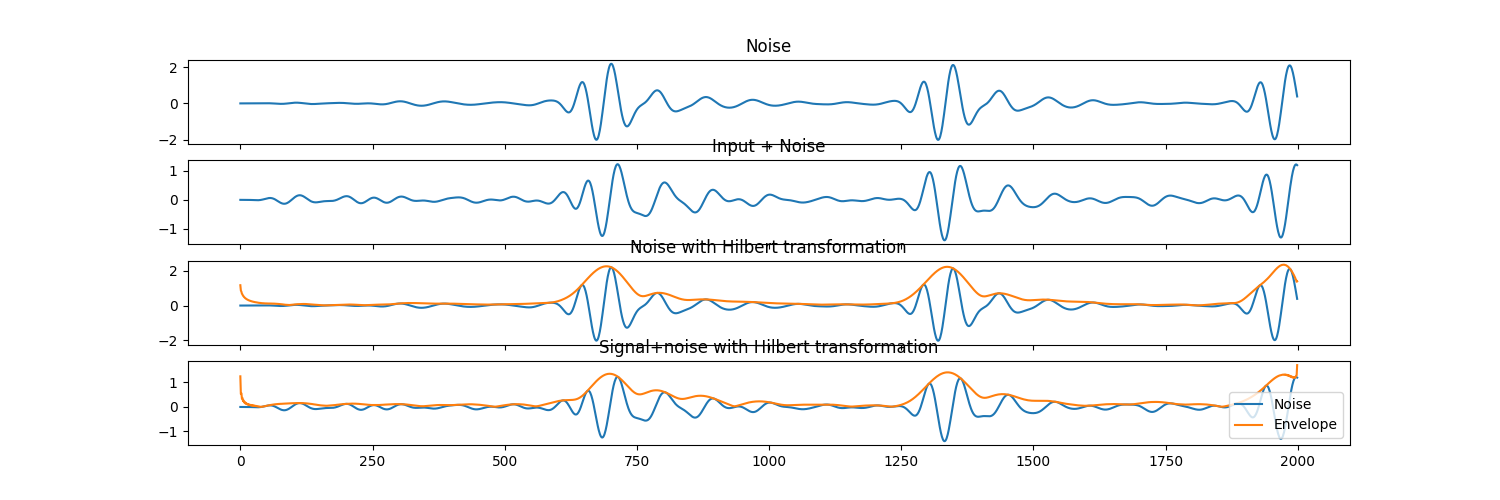 Noise
2
0
−2
Input + Noise
1
0
−1
Noise with Hilbert transformation
2
0
−2
Signal+noise with Hilbert transformation
1
0
−1
Noise
Envelope
0 250 500 750 1000 1250 1500 1750 2000